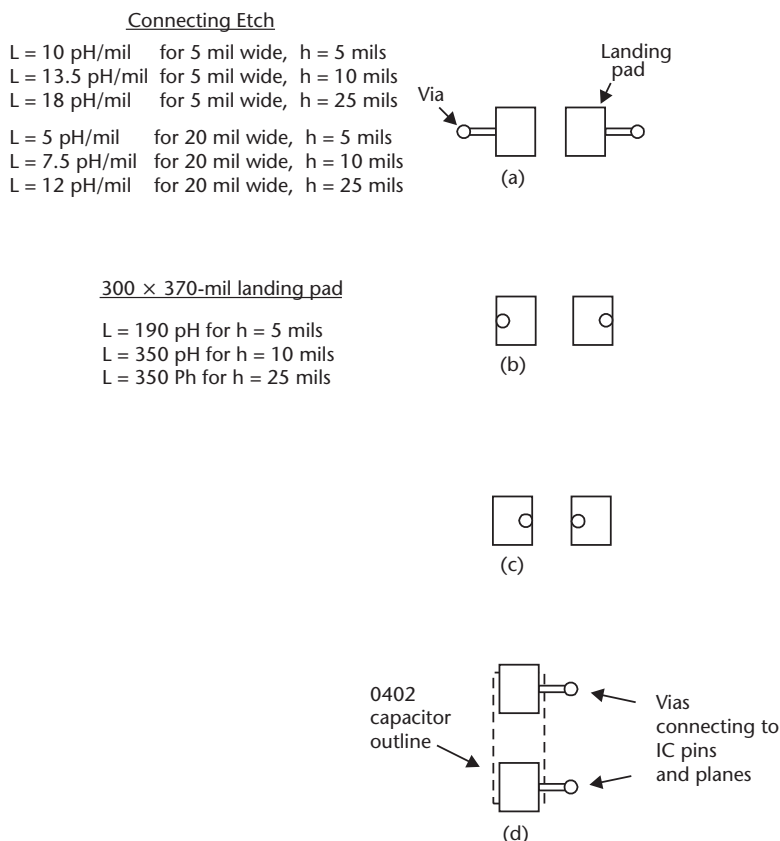 Connecting Etch
L = 10 pH/mil for 5 mil wide, h = 5 mils
L = 13.5 pH/mil for 5 mil wide, h = 10 mils
L = 18 pH/mil for 5 mil wide, h = 25 mils
L = 5 pH/mil for 20 mil wide, h = 5 mils
L = 7.5 pH/mil for 20 mil wide, h = 10 mils
L = 12 pH/mil for 20 mil wide, h = 25 mils
Via
Landing
pad
(a)
300 × 370-mil landing pad
L = 190 pH for h = 5 mils
L = 350 pH for h = 10 mils
L = 350 Ph for h = 25 mils
(b)
(c)
0402
capacitor
outline
Vias
connecting to
IC pins
and planes
(d)